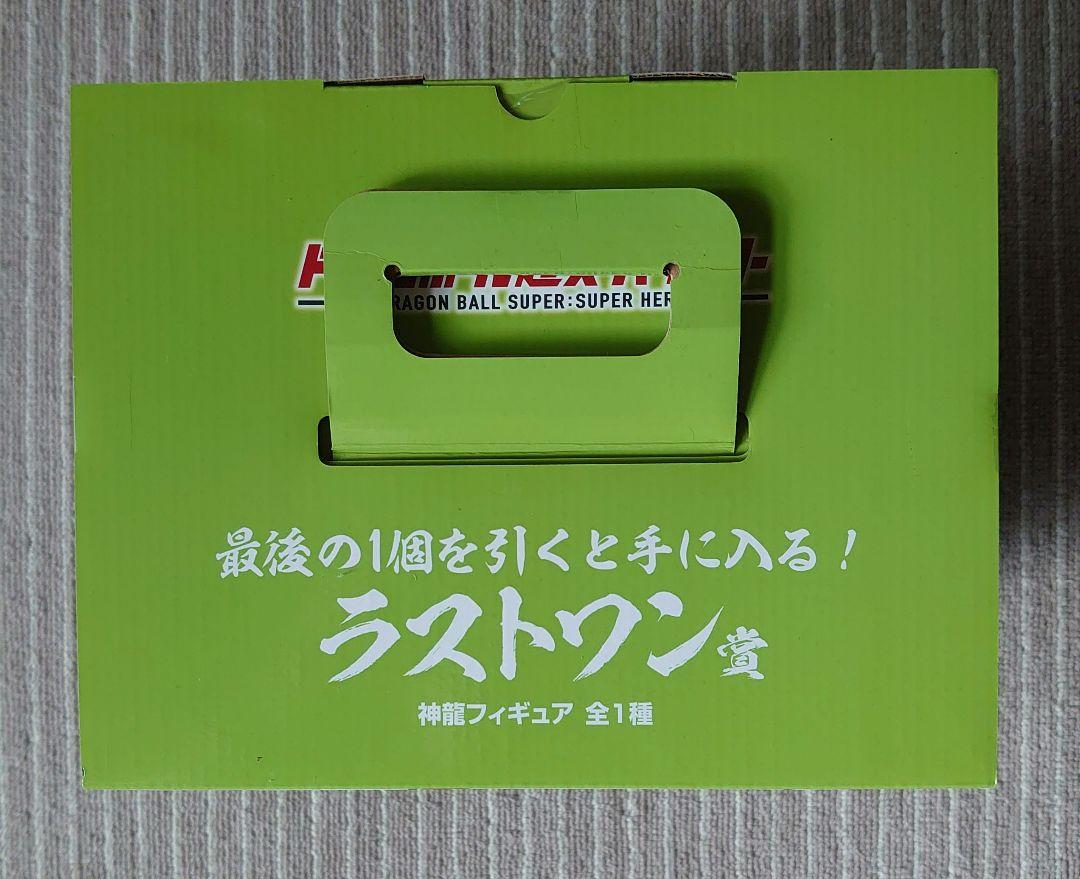 RAGON BALL SUPER:SUPER HER
最後の1個を引くと手に入る!
ラストワン賞
神龍フィギュア 全1種